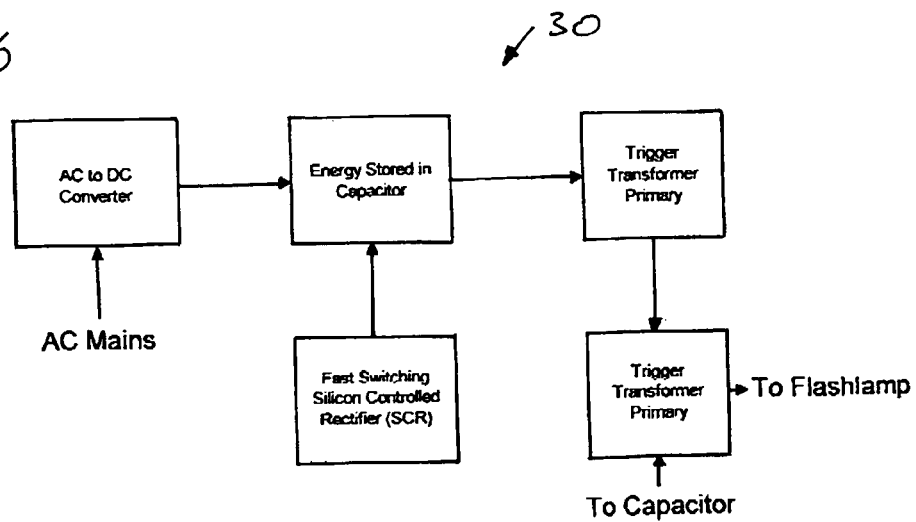 30
AC to DC
Converter
Energy Stored in
Capacitor
Trigger
Transformer
Primary
AC Mains
Fast Switching
Silicon Controlled
Rectifier (SCR)
Trigger
Transformer
Primary
To Flashlamp
To Capacitor